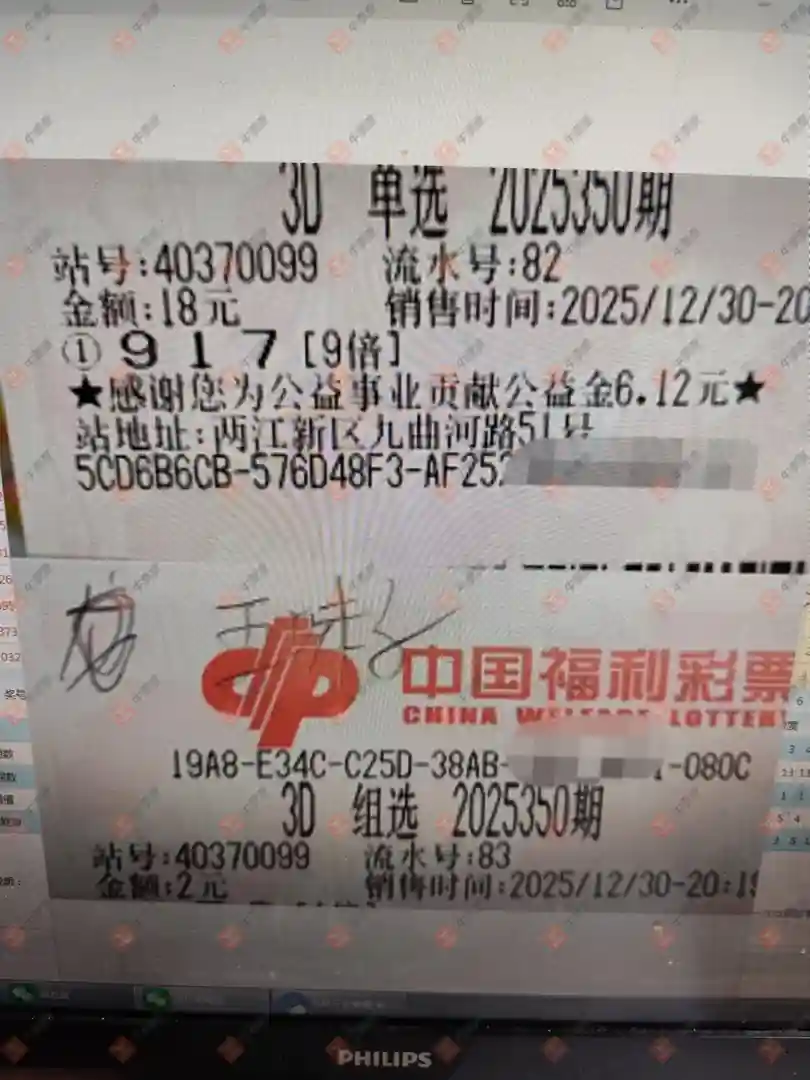 3D 单选 2025350期
站号:40370099 流水号:82
金额:18元 销售时间:2025/12/30-20
① 9 1 7 [9倍]
★感谢您为公益事业贡献公益金6.12元★
站地址:两江新区九曲河路51号
5CD6B6CB-576D48F3-AF252
中国福利彩票
CHINA WELFARE LOTTERY
19A8-E34C-C25D-38AB- -080C
3D 组选 2025350期
站号:40370099 流水号:83
金额:2元 销售时间:2025/12/30-20:19
PHILIPS